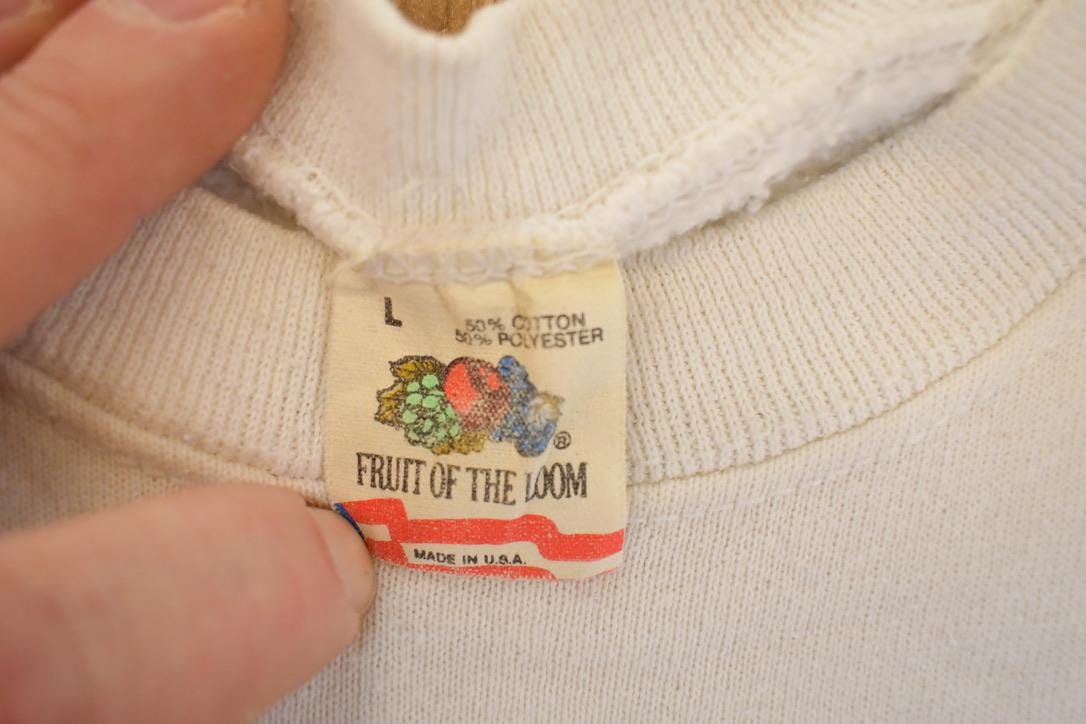 L
50% COTTON
50% POLYESTER
®
FRUIT OF THE LOOM
MADE IN U.S.A.